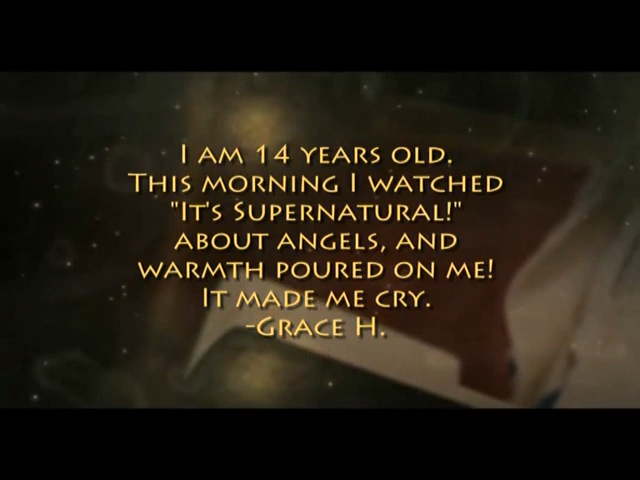 I AM 14 YEARS OLD.
THIS MORNING I WATCHED
"IT'S SUPERNATURAL!"
ABOUT ANGELS, AND
WARMTH POURED ON ME!
IT MADE ME CRY.
-GRACE H.